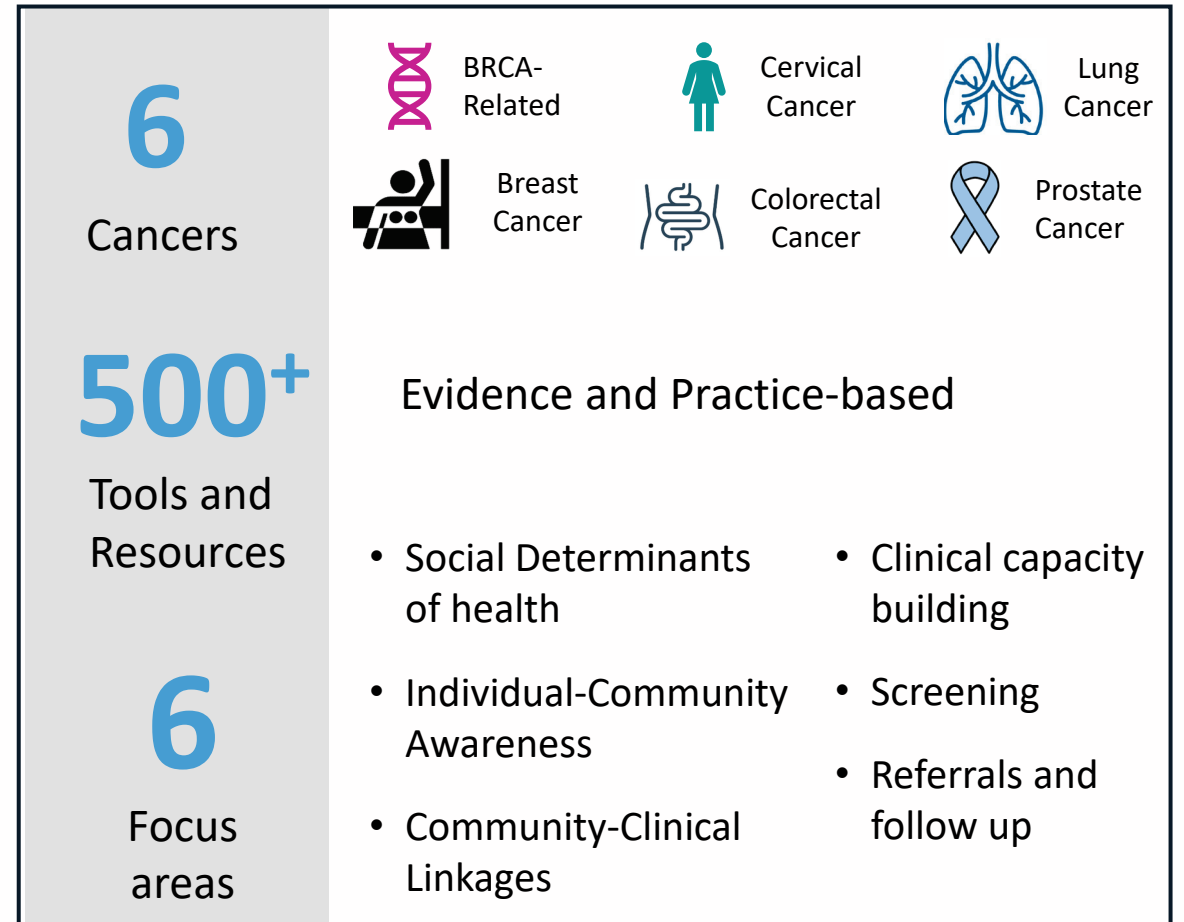 6
Cancers
BRCA-
Related
Cervical
Cancer
Lung
Cancer
Breast
Cancer
Colorectal
Cancer
Prostate
Cancer
500+
Tools and
Resources
Evidence and Practice-based
6
Focus
areas
• Social Determinants
of health
• Individual-Community
Awareness
• Community-Clinical
Linkages
• Clinical capacity
building
• Screening
• Referrals and
follow up